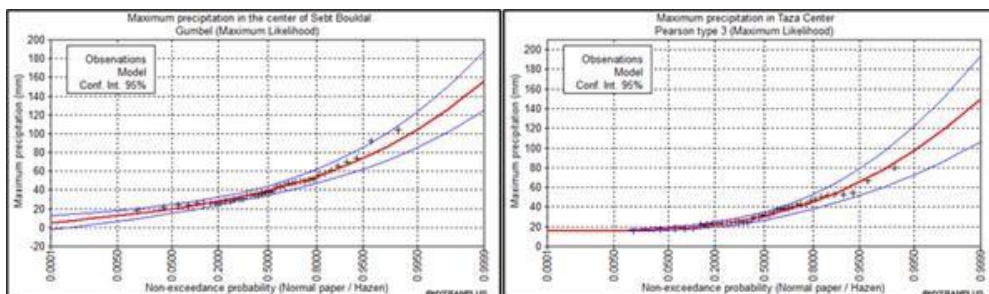 Maximum precipitation in the center of Sebt Bouklal
Gumbel (Maximum Likelihood)
Maximum precipitation (mm)
200
180
160
140
120
100
80
60
40
20
0
-20
Obsenations
Model
Conf. Int. 95%
0.0001
0.0050
0.0500
0.2000
0.5000
0.8000
0.9500
0.9950
0.9999
Non-exceedance probability (Normal paper / Hazen)
Maximum precipitation in Taza Center
Pearson type 3 (Maximum Likelihood)
Maximum precipitation (mm)
200
180
160
140
120
100
80
60
40
20
0
Obsenations
Model
Conf. Int. 95%
0.0001
0.0050
0.0500
0.2000
0.5000
0.8000
0.9500
0.9950
0.9999
Non-exceedance probability (Normal paper / Hazen)